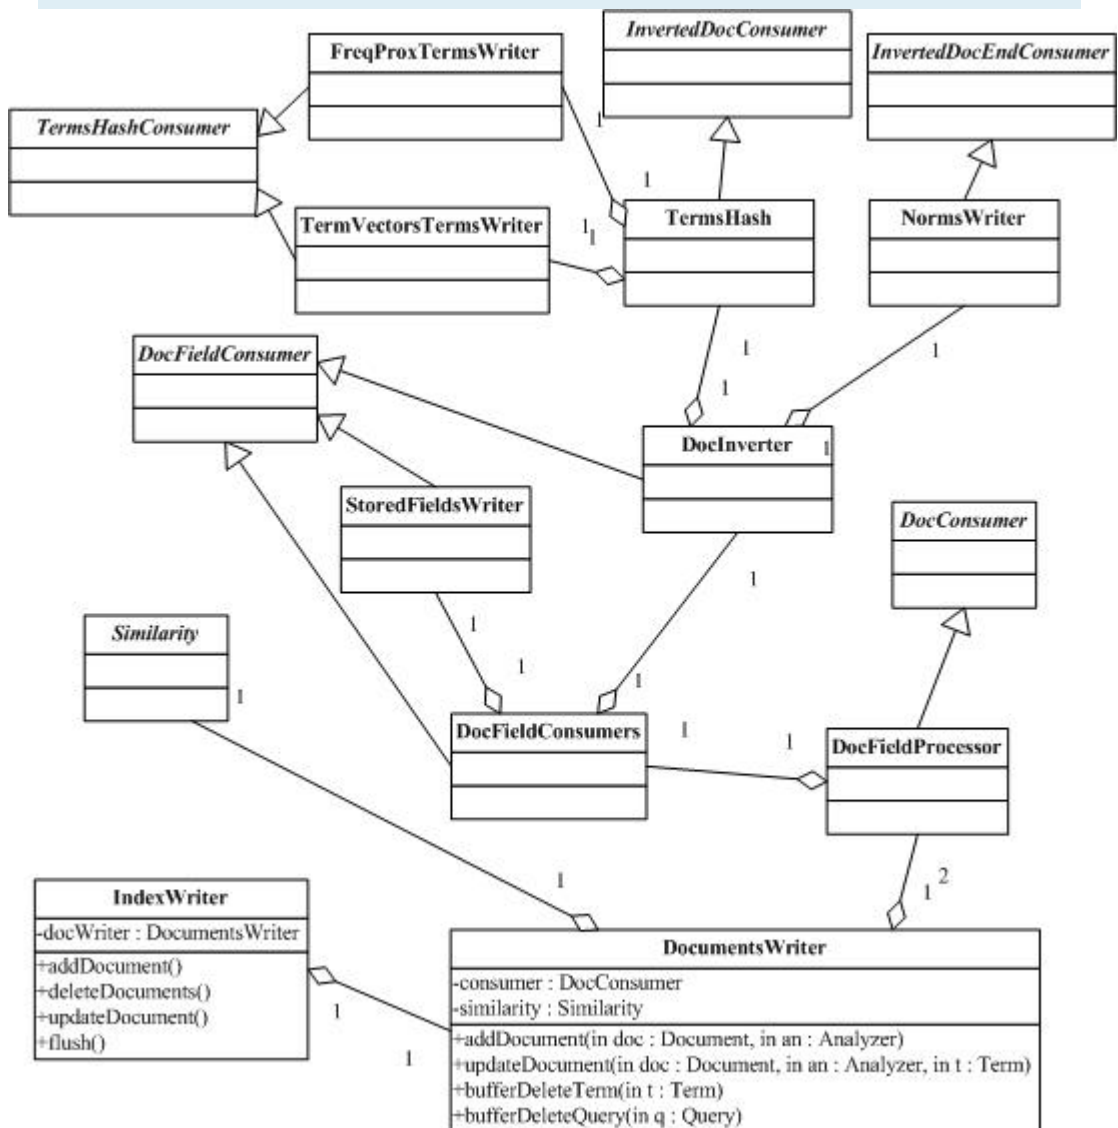 InvertedDocConsumer
FreqProxTermsWriter
InvertedDocEndConsumer
TermsHashConsumer
1
1
TermsHash
NormsWriter
TermVectorsTermsWriter
1
1
DocFieldConsumer
1
1
1
DocInverter
1
StoredFieldsWriter
DocConsumer
1
Similarity
1
1
1
1
DocFieldConsumers
1
1
DocFieldProcessor
1
1
2
IndexWriter
-docWriter : DocumentsWriter
+addDocument()
+deleteDocuments()
+updateDocument()
+flush()
1
1
DocumentsWriter
-consumer : DocConsumer
-similarity : Similarity
+addDocument(in doc : Document, in an : Analyzer)
+updateDocument(in doc : Document, in an : Analyzer, in t : Term)
+bufferDeleteTerm(in t : Term)
+bufferDeleteQuery(in q : Query)